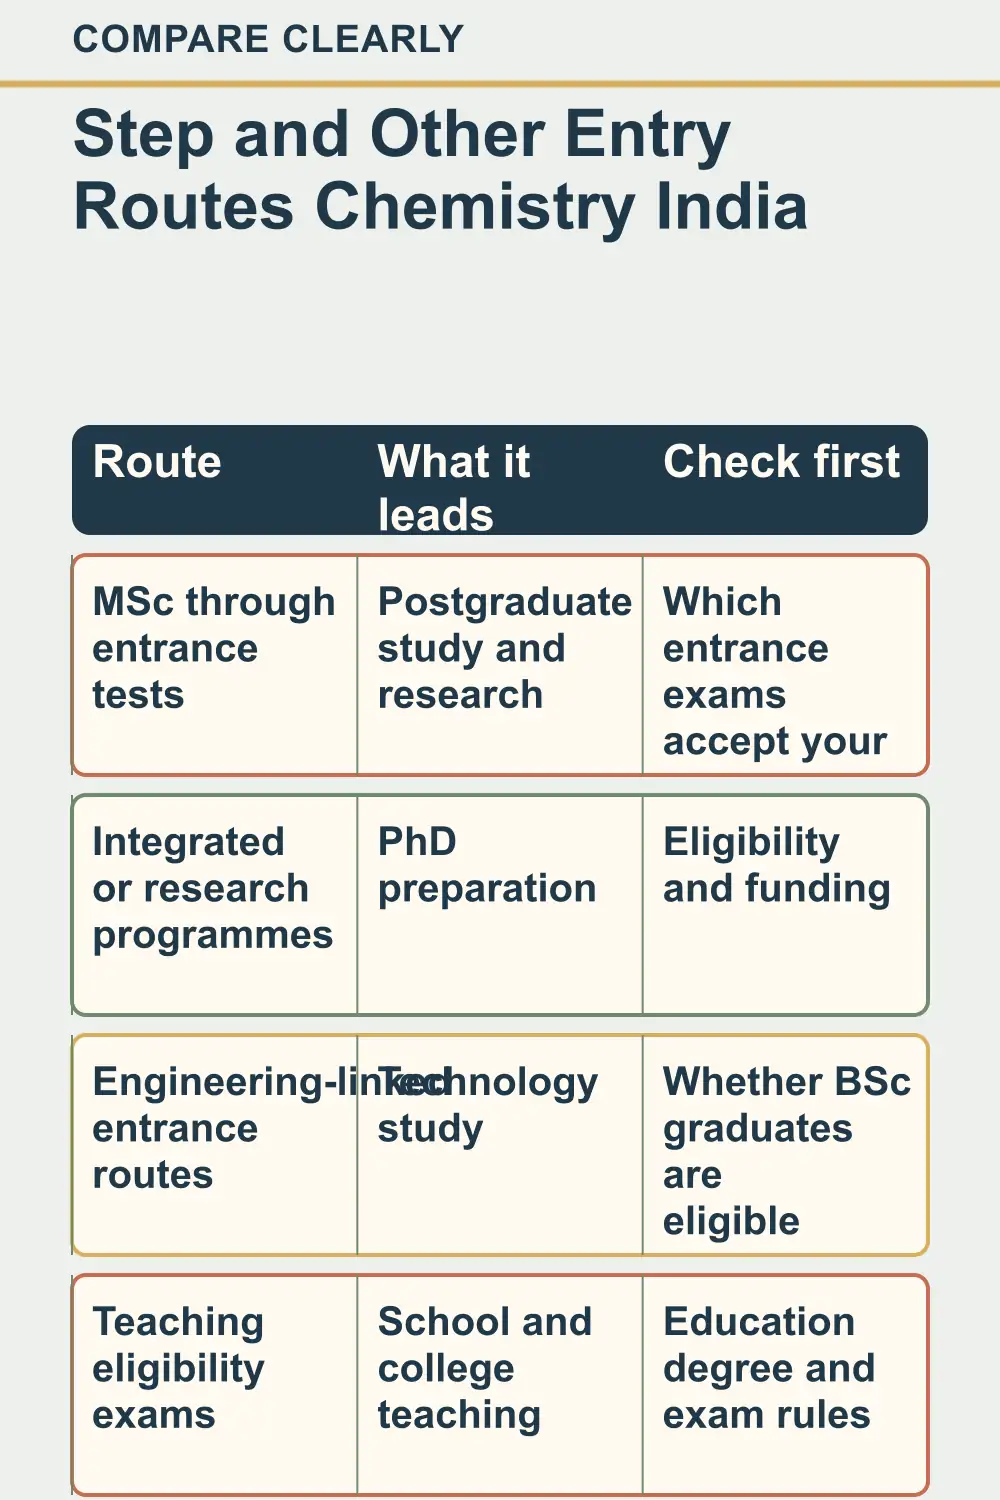 COMPARE CLEARLY
Step and Other Entry
Routes Chemistry India
Route
What it
leads
Check first
MSc through
entrance
tests
Postgraduate
study and
research
Which
entrance
exams
accept your
Integrated
or research
programmes
PhD
preparation
Eligibility
and funding
Engineering-linked
entrance
routes
Technology
study
Whether BSc
graduates
are
eligible
Teaching
eligibility
exams
School and
college
teaching
Education
degree and
exam rules